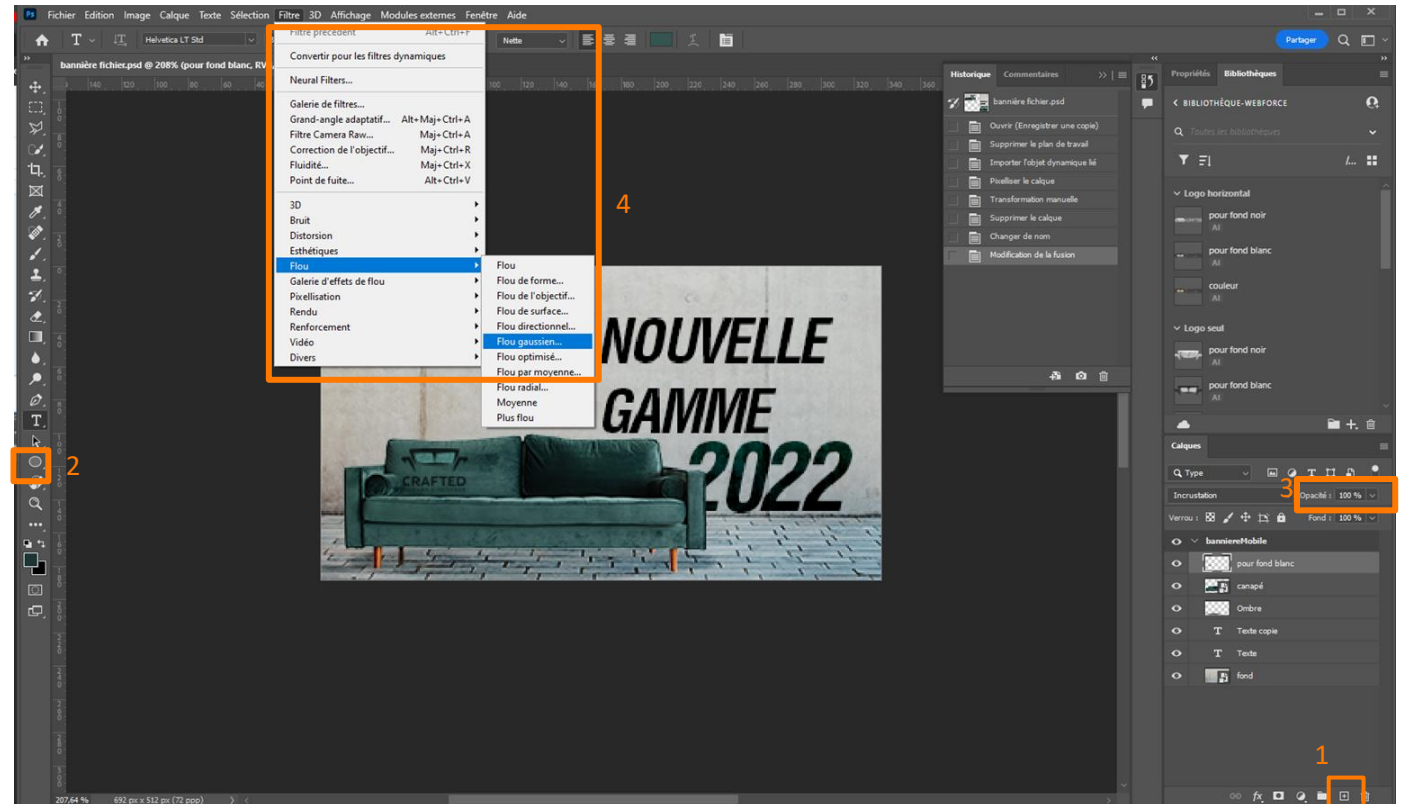 Ps Fichier Edition Image Calque Texte Sélection Filtre 3D Affichage Modules externes Fenêtre Aide
T Helvetica LT Std Nette Partager
bannière fichier.psd @ 208% (pour fond blanc, RV
Filtre précédent Alt+Ctrl+F
Convertir pour les filtres dynamiques
Neural Filters...
Galerie de filtres...
Grand-angle adaptatif... Alt+Maj+Ctrl+A
Filtre Camera Raw... Maj+Ctrl+A
Correction de l'objectif... Maj+Ctrl+R
Fluidité... Maj+Ctrl+X
Point de fuite... Alt+Ctrl+V
3D
Bruit
Distorsion
Esthétiques
Flou
Galerie d'effets de flou
Pixellisation
Rendu
Renforcement
Vidéo
Divers
Flou
Flou de forme...
Flou de l'objectif...
Flou de surface...
Flou directionnel...
Flou gaussien...
Flou optimisé...
Flou par moyenne...
Flou radial...
Moyenne
Plus flou
4
NOUVELLE
GAMME
2022
CRAFTED
2
Historique Commentaires
bannière fichier.psd
Ouvrir (Enregistrer une copie)
Supprimer le plan de travail
Importer l'objet dynamique lié
Pixelliser le calque
Transformation manuelle
Supprimer le calque
Changer de nom
Modification de la fusion
Propriétés Bibliothèques
BIBLIOTHÈQUE-WEBFORCE
Toutes les bibliothèques
Logo horizontal
pour fond noir
AI
pour fond blanc
AI
couleur
AI
Logo seul
pour fond noir
AI
pour fond blanc
AI
Calques
Type
Incrustation 3 Opacité : 100 %
Verrou : Fond : 100 %
banniereMobile
pour fond blanc
canapé
Ombre
T Texte copie
T Texte
fond
1
207,64 % 692 px x 512 px (72 ppp)